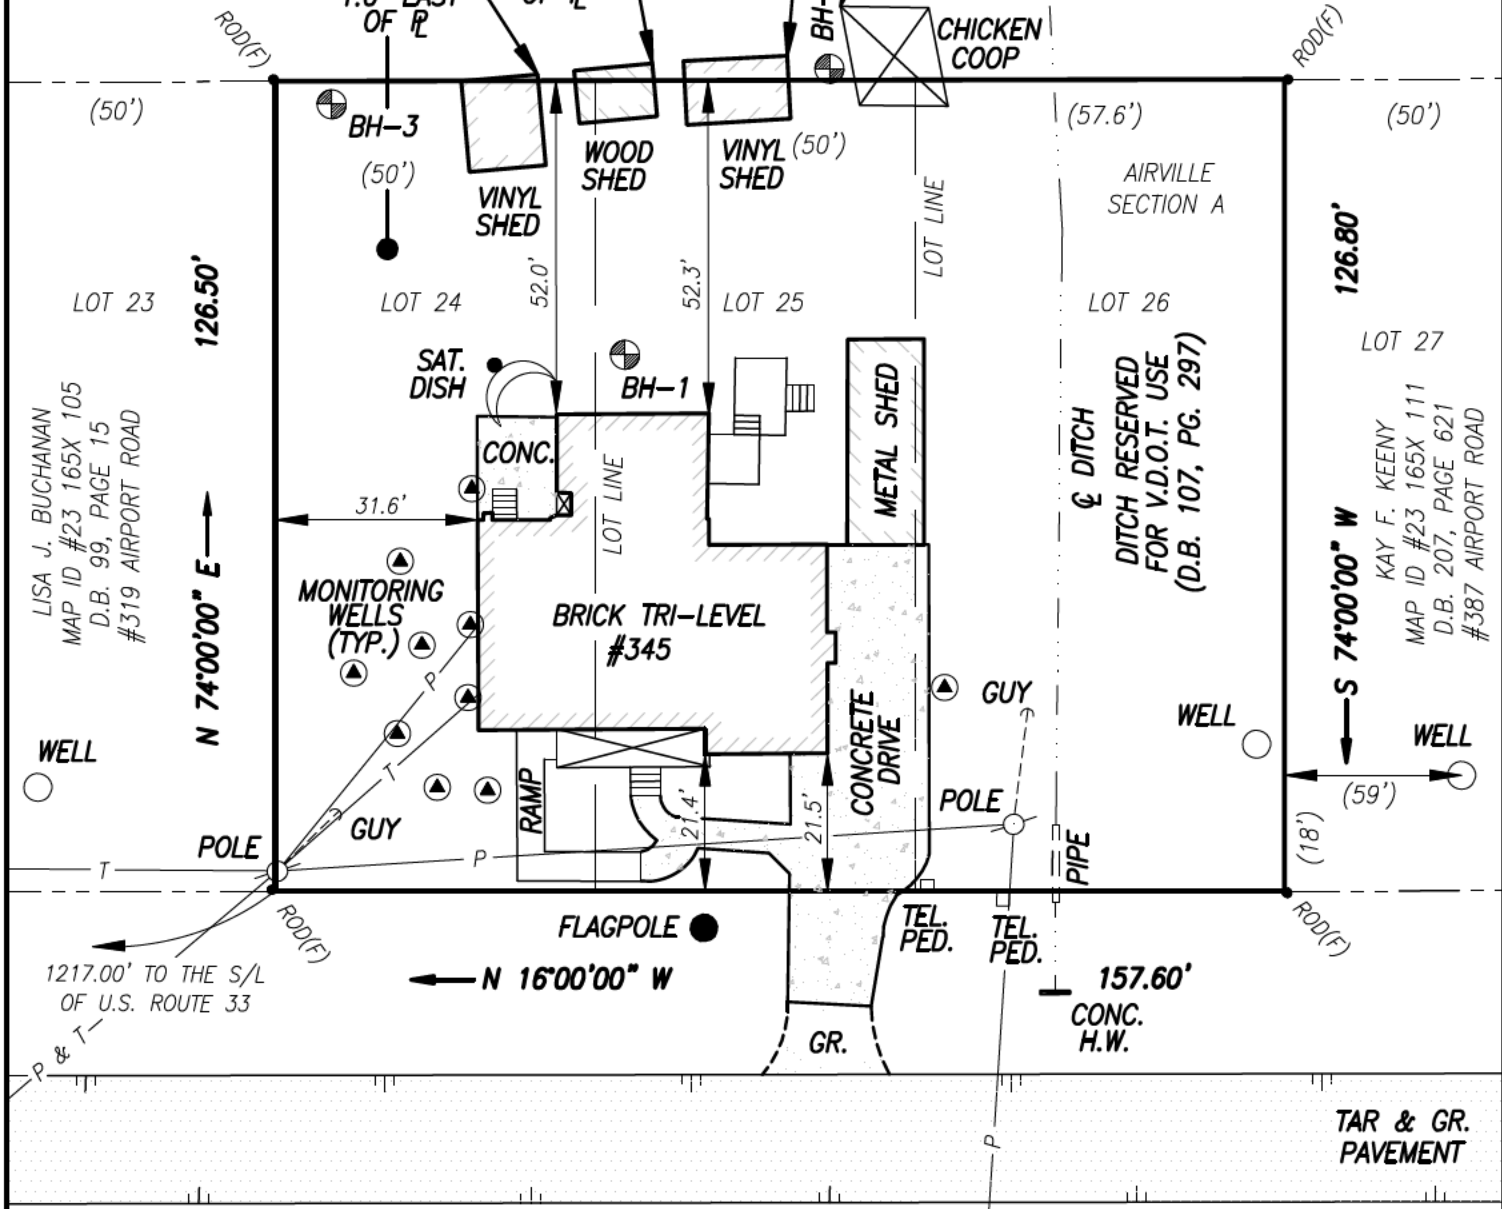 OF ℙL
ROD(F)
BH-
CHICKEN
COOP
ROD(F)
(50')
BH-3
(50')
VINYL
SHED
WOOD
SHED
VINYL
SHED
(50')
(57.6')
(50')
AIRVILLE
SECTION A
LOT LINE
126.50'
52.0'
52.3'
126.80'
LOT 23
LOT 24
LOT 25
LOT 26
LOT 27
SAT.
DISH
BH-1
METAL SHED
℄ DITCH
DITCH RESERVED
FOR V.D.O.T. USE
(D.B. 107, PG. 297)
LISA J. BUCHANAN
MAP ID #23 165X 105
D.B. 99, PAGE 15
#319 AIRPORT ROAD
KAY F. KEENY
MAP ID #23 165X 111
D.B. 207, PAGE 621
#387 AIRPORT ROAD
CONC.
LOT LINE
31.6'
N 74°00'00" E
S 74°00'00" W
MONITORING
WELLS
(TYP.)
BRICK TRI-LEVEL
#345
P
T
GUY
WELL
WELL
WELL
CONCRETE
DRIVE
RAMP
21.4'
21.5'
POLE
(59')
(18')
GUY
POLE
T
P
PIPE
ROD(F)
FLAGPOLE
TEL.
PED.
TEL.
PED.
ROD(F)
1217.00' TO THE S/L
OF U.S. ROUTE 33
N 16°00'00" W
157.60'
CONC.
H.W.
GR.
P & T
P
TAR & GR.
PAVEMENT